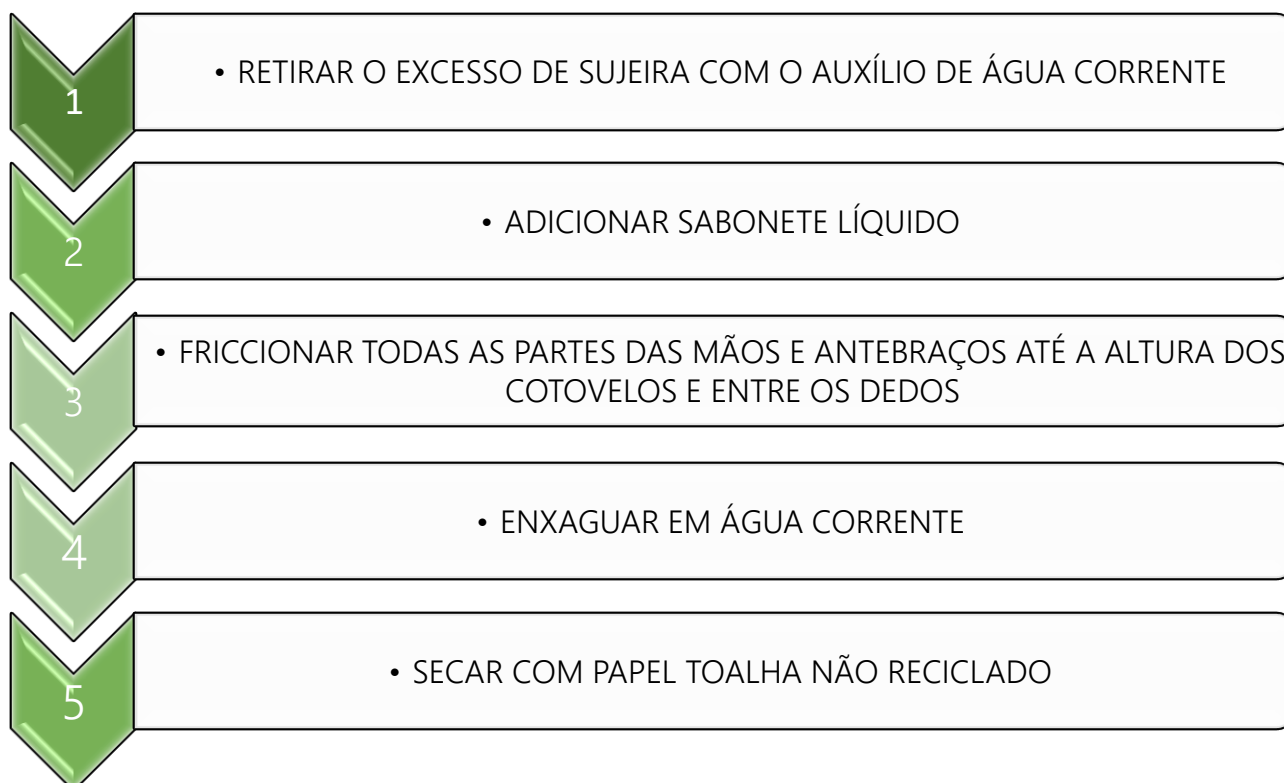 1
• RETIRAR O EXCESSO DE SUJEIRA COM O AUXÍLIO DE ÁGUA CORRENTE
2
• ADICIONAR SABONETE LÍQUIDO
3
• FRICCIONAR TODAS AS PARTES DAS MÃOS E ANTEBRAÇOS ATÉ A ALTURA DOS
COTOVELOS E ENTRE OS DEDOS
4
• ENXAGUAR EM ÁGUA CORRENTE
5
• SECAR COM PAPEL TOALHA NÃO RECICLADO